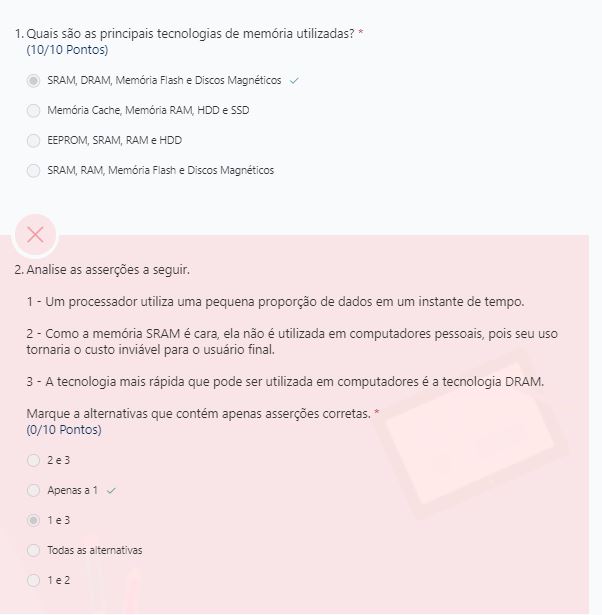 1. Quais são as principais tecnologias de memória utilizadas? *
(10/10 Pontos)
SRAM, DRAM, Memória Flash e Discos Magnéticos
Memória Cache, Memória RAM, HDD e SSD
EEPROM, SRAM, RAM e HDD
SRAM, RAM, Memória Flash e Discos Magnéticos
2. Analise as asserções a seguir.
1 - Um processador utiliza uma pequena proporção de dados em um instante de tempo.
2 - Como a memória SRAM é cara, ela não é utilizada em computadores pessoais, pois seu uso
tornaria o custo inviável para o usuário final.
3 - A tecnologia mais rápida que pode ser utilizada em computadores é a tecnologia DRAM.
Marque a alternativas que contém apenas asserções corretas. *
(0/10 Pontos)
2 e 3
Apenas a 1
1 e 3
Todas as alternativas
1 e 2